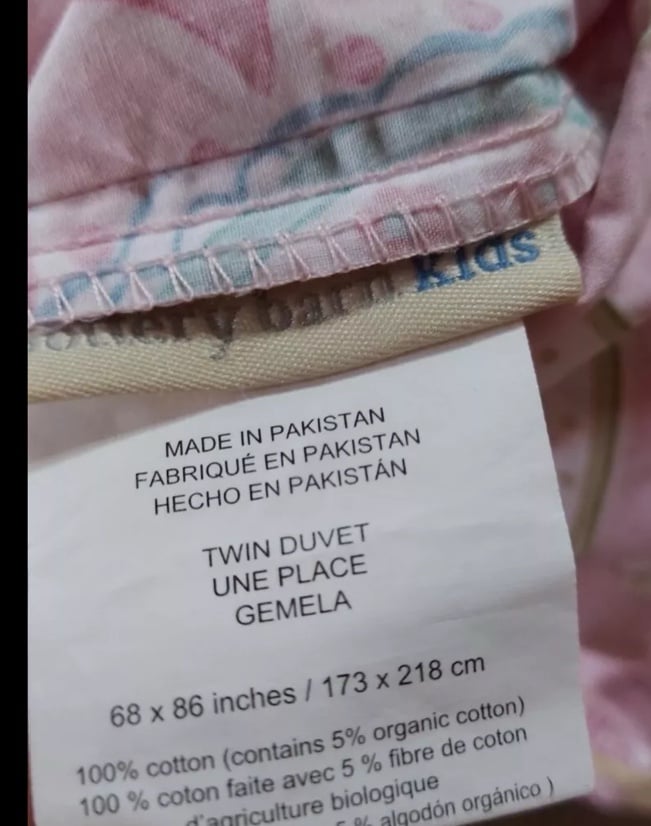 pottery barn kids
MADE IN PAKISTAN
FABRIQUÉ EN PAKISTAN
HECHO EN PAKISTÁN
TWIN DUVET
UNE PLACE
GEMELA
68 x 86 inches / 173 x 218 cm
100% cotton (contains 5% organic cotton)
100 % coton faite avec 5 % fibre de coton
d'agriculture biologique
5 % algodón orgánico )